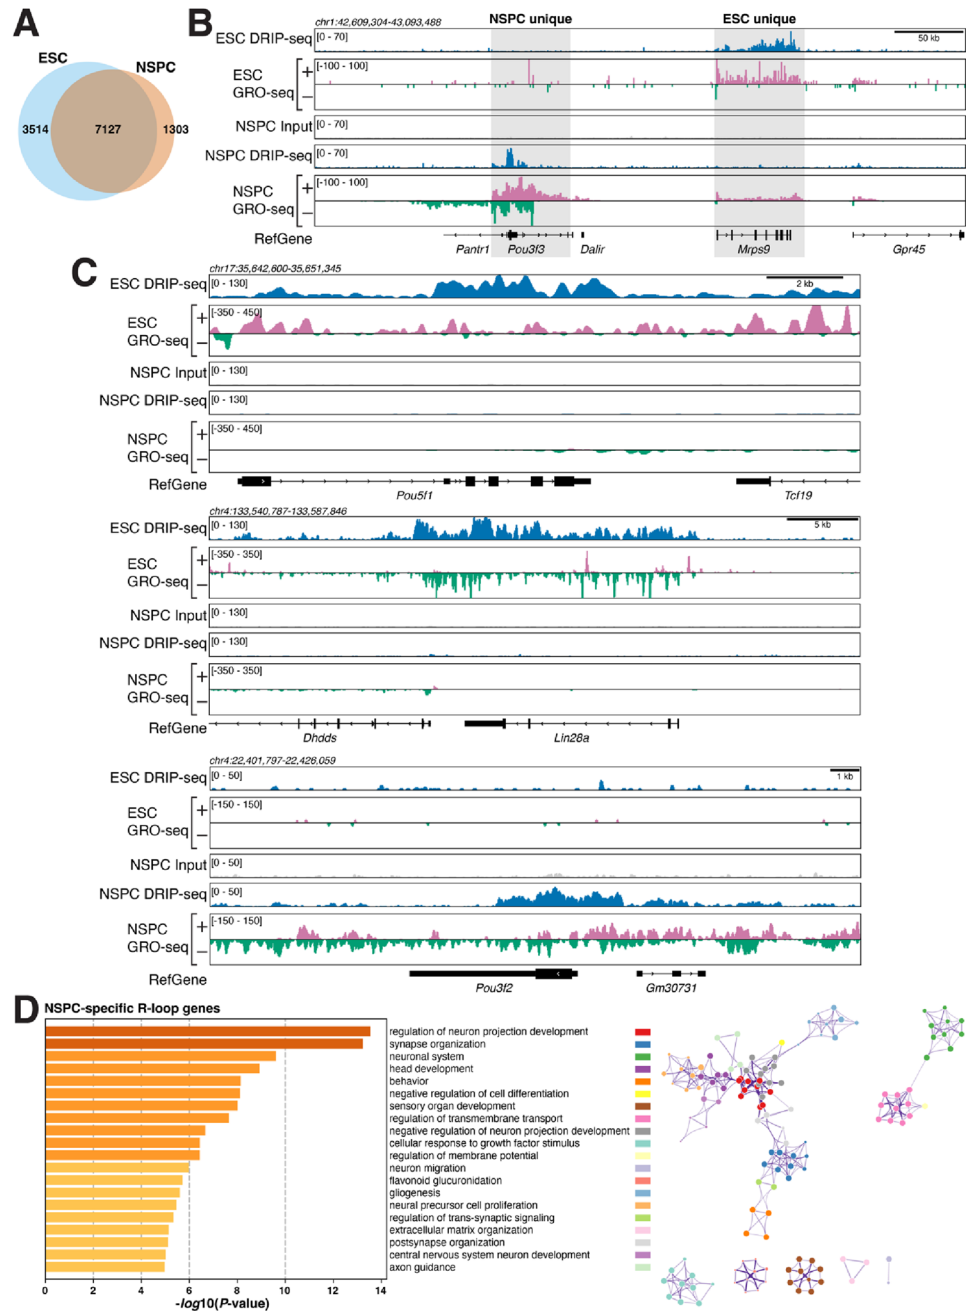 A
ESC
NSPC
3514
7127
1303
B
NSPC unique
ESC unique
chr1:42,609,304-43,093,488
50 kb
ESC DRIP-seq
[0 - 70]
ESC
GRO-seq
+
−
[-100 - 100]
NSPC Input
[0 - 70]
NSPC DRIP-seq
[0 - 70]
NSPC
GRO-seq
+
−
[-100 - 100]
RefGene
Pantr1
Pou3f3
Dalir
Mrps9
Gpr45
C
chr17:35,642,600-35,651,345
2 kb
ESC DRIP-seq
[0 - 130]
ESC
GRO-seq
+
−
[-350 - 450]
NSPC Input
[0 - 130]
NSPC DRIP-seq
[0 - 130]
NSPC
GRO-seq
+
−
[-350 - 450]
RefGene
Pou5f1
Tcf19
chr4:133,540,787-133,587,846
5 kb
ESC DRIP-seq
[0 - 130]
ESC
GRO-seq
+
−
[-350 - 350]
NSPC Input
[0 - 130]
NSPC DRIP-seq
[0 - 130]
NSPC
GRO-seq
+
−
[-350 - 350]
RefGene
Dhdds
Lin28a
chr4:22,401,797-22,426,059
1 kb
ESC DRIP-seq
[0 - 50]
ESC
GRO-seq
+
−
[-150 - 150]
NSPC Input
[0 - 50]
NSPC DRIP-seq
[0 - 50]
NSPC
GRO-seq
+
−
[-150 - 150]
RefGene
Pou3f2
Gm30731
D
NSPC-specific R-loop genes
regulation of neuron projection development
synapse organization
neuronal system
head development
behavior
negative regulation of cell differentiation
sensory organ development
regulation of transmembrane transport
negative regulation of neuron projection development
cellular response to growth factor stimulus
regulation of membrane potential
neuron migration
flavonoid glucuronidation
gliogenesis
neural precursor cell proliferation
regulation of trans-synaptic signaling
extracellular matrix organization
postsynapse organization
central nervous system neuron development
axon guidance
0 2 4 6 8 10 12 14
-log10(P-value)